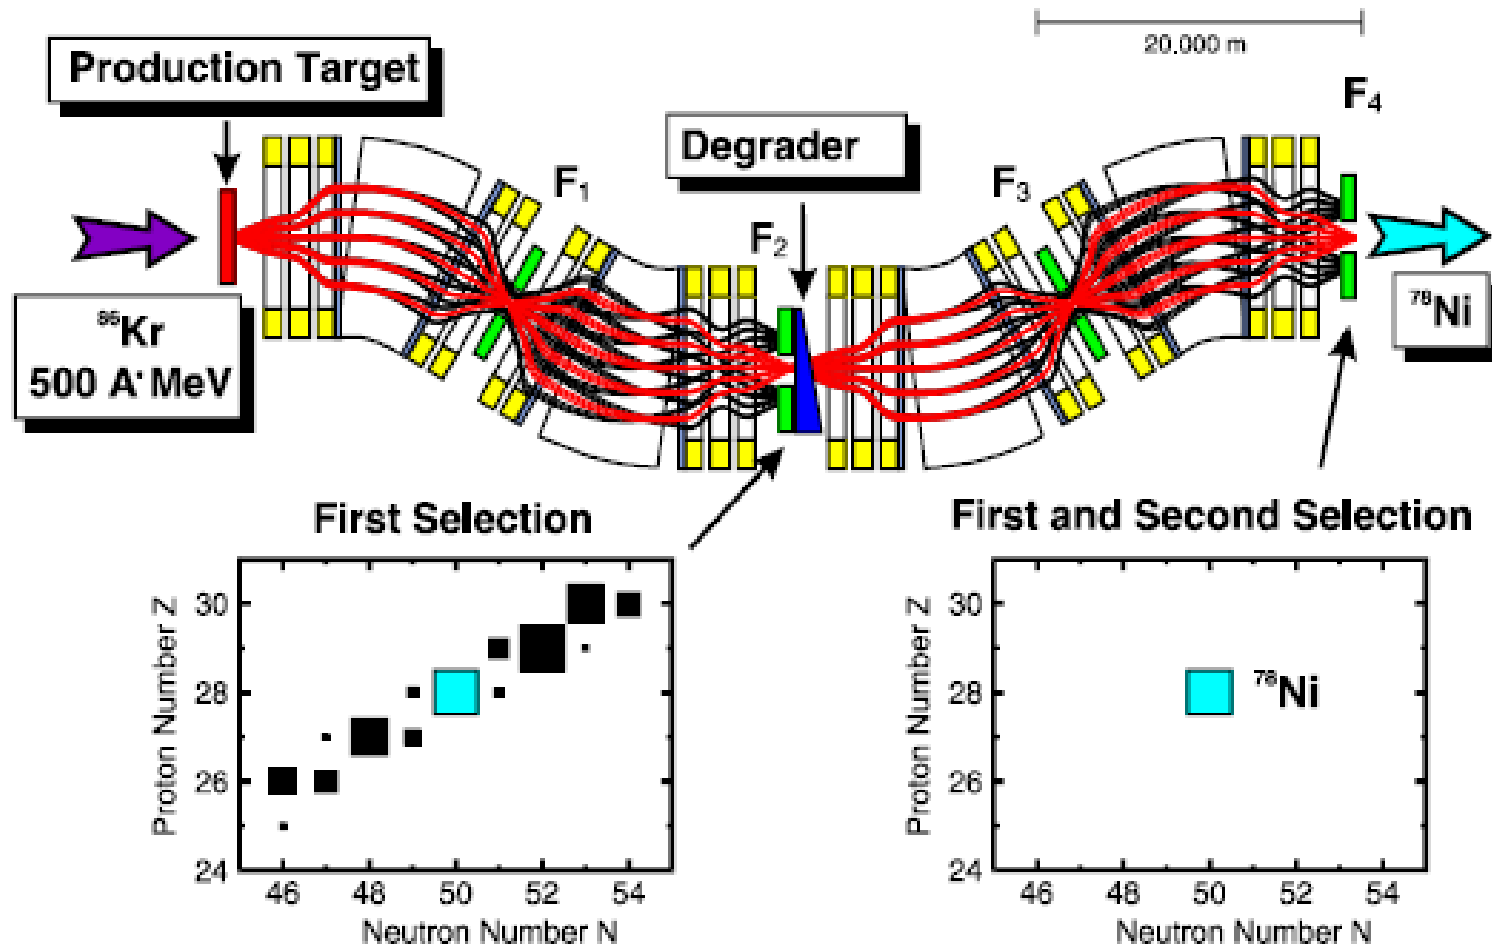 20.000 m
Production Target
F₄
Degrader
F₁
F₃
F₂
⁸⁶Kr
500 A·MeV
⁷⁸Ni
First Selection
First and Second Selection
Proton Number Z
30
28
26
24
46 48 50 52 54
Neutron Number N
Proton Number Z
30
28
26
24
⁷⁸Ni
46 48 50 52 54
Neutron Number N